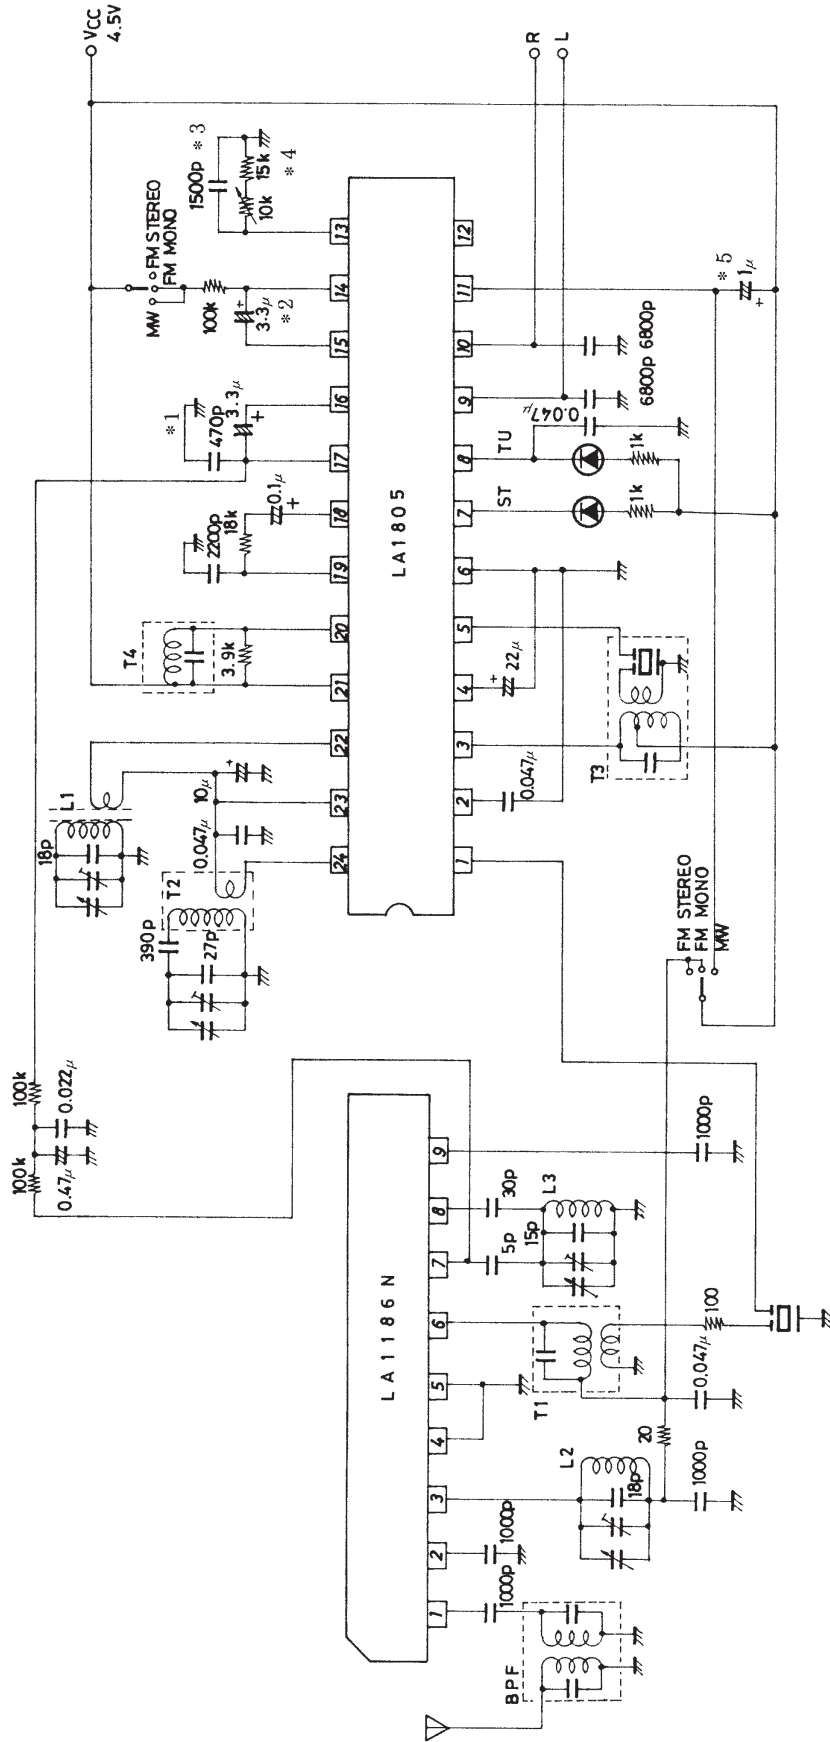 VCC
4.5V
R
L
1500p
*3
10k
15k
*4
FM STEREO
FM MONO
MW
100k
3.3μ
*2
*1
470p
3.3μ
0.1μ
2200p
18k
T4
3.9k
L1
18p
10μ
0.047μ
T2
390p
27p
100k
0.022μ
100k
0.47μ
24
23
22
21
20
19
18
17
16
15
14
13
LA1805
1
2
3
4
5
6
7
8
9
10
11
12
0.047μ
22μ
T3
ST
TU
1k
1k
0.047μ
6800p
6800p
*5
1μ
FM STEREO
FM MONO
MW
LA1186N
1
2
3
4
5
6
7
8
9
BPF
1000p
1000p
L2
18p
1000p
20
T1
0.047μ
100
5p
30p
15p
L3
1000p